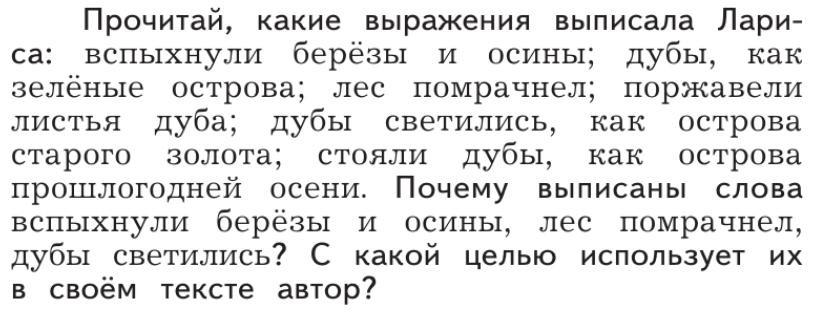 Прочитай, какие выражения выписала Лари-
са: вспыхнули берёзы и осины; дубы, как
зелёные острова; лес помрачнел; поржавели
листья дуба; дубы светились, как острова
старого золота; стояли дубы, как острова
прошлогодней осени. Почему выписаны слова
вспыхнули берёзы и осины, лес помрачнел,
дубы светились? С какой целью использует их
в своём тексте автор?